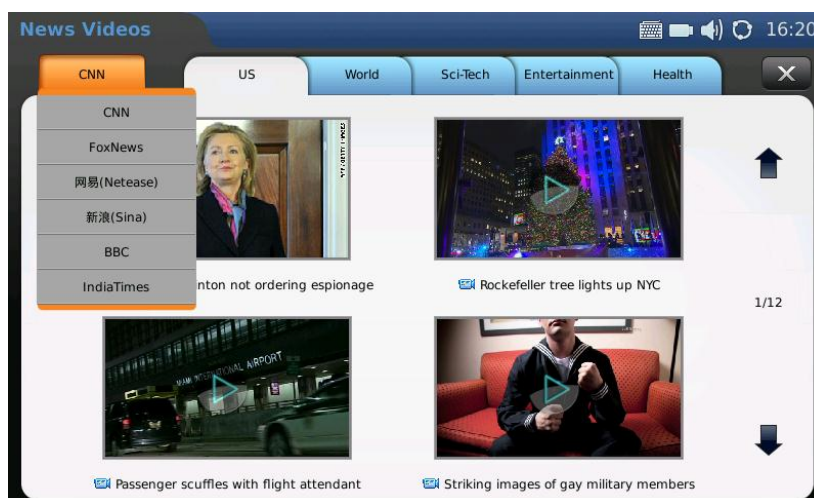 News Videos
16:20
CNN
US
World
Sci-Tech
Entertainment
Health
CNN
FoxNews
网易(Netease)
新浪(Sina)
BBC
IndiaTimes
nton not ordering espionage
Rockefeller tree lights up NYC
1/12
MIAMI INTERNATIONAL AIRPORT
Passenger scuffles with flight attendant
Striking images of gay military members